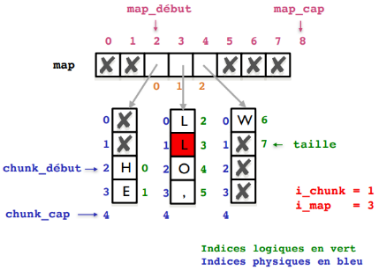 map_début map_cap
0 1 2 3 4 5 6 7 8
map
0 1 2
0 0 L 2 0 W 6
1 1 L 3 1 7 ← taille
chunk_début → 2 H 0 2 O 4 2
3 E 1 3 , 5 3 i_chunk = 1
chunk_cap 4 4 4 i_map = 3
Indices logiques en vert
Indices physiques en bleu